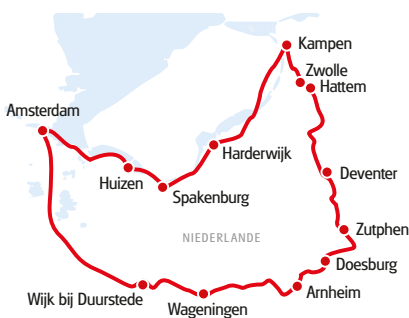 Kampen
Zwolle
Hattem
Amsterdam
Harderwijk
Huizen
Deventer
Spakenburg
Zutphen
NIEDERLANDE
Doesburg
Arnheim
Wijk bij Duurstede
Wageningen